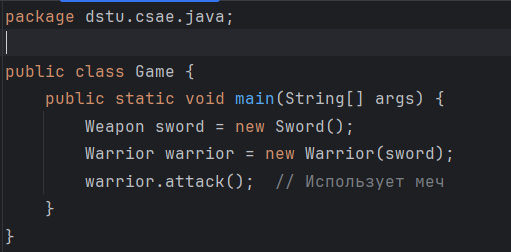 package dstu.csae.java;
public class Game {
public static void main(String[] args) {
Weapon sword = new Sword();
Warrior warrior = new Warrior(sword);
warrior.attack();  // Использует меч
}
}